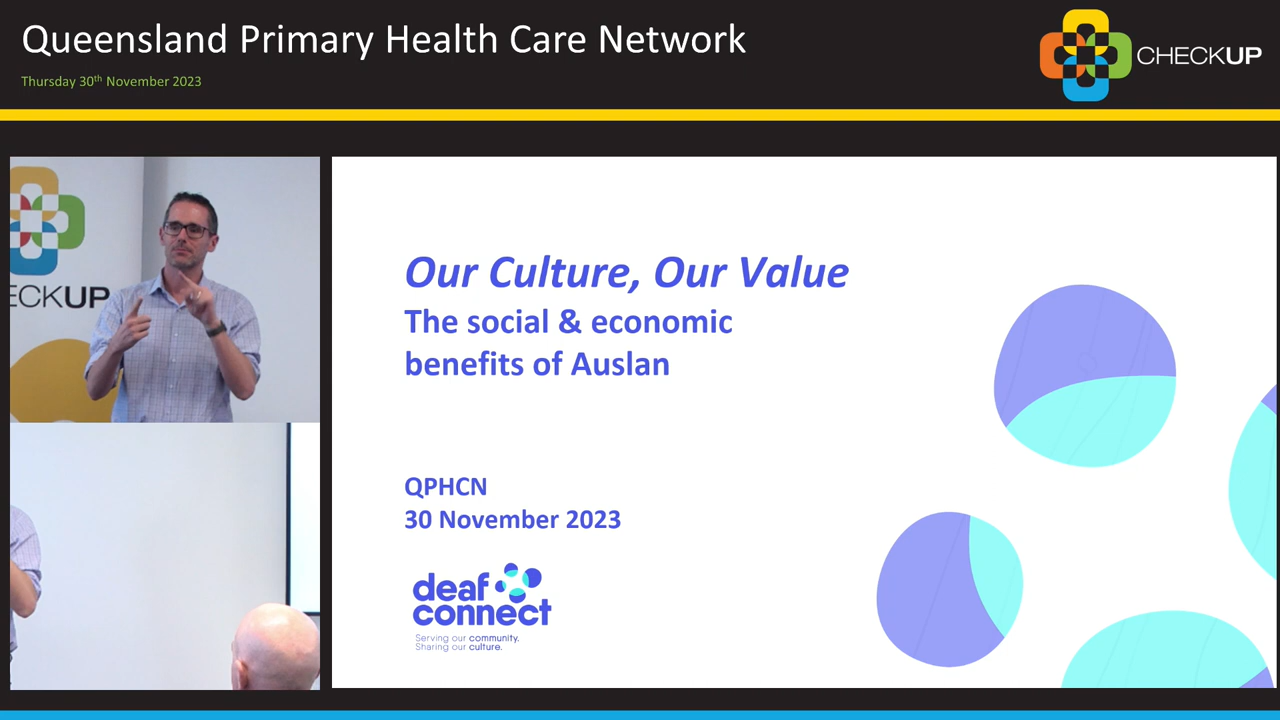 Queensland Primary Health Care Network
Thursday 30th November 2023
CHECKUP
ECKUP
Our Culture, Our Value
The social & economic
benefits of Auslan
QPHCN
30 November 2023
deaf
connect
Serving our community.
Sharing our culture.